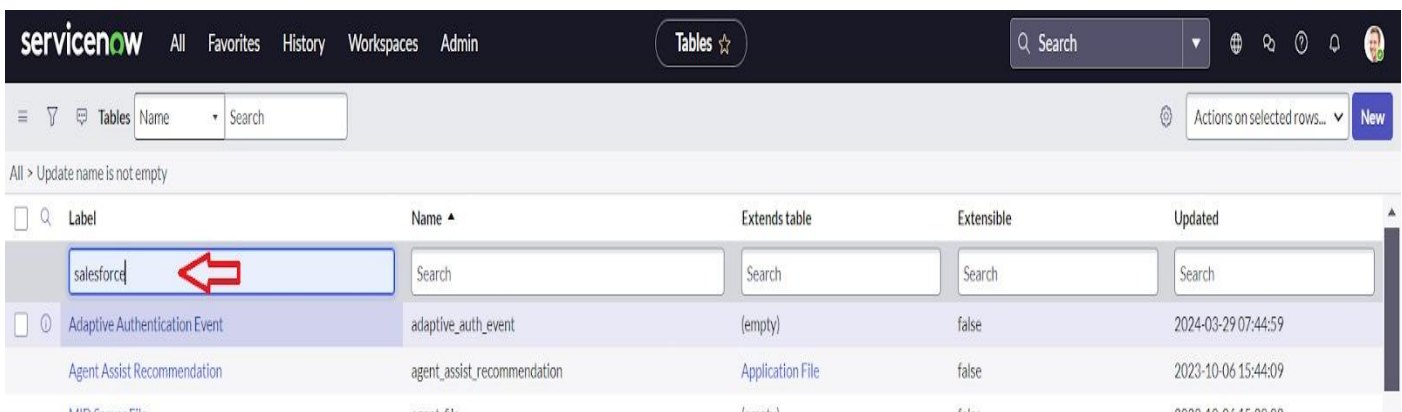 servicenow All Favorites History Workspaces Admin Tables Search
Tables Name Search Actions on selected rows... New
All > Update name is not empty
Label Name Extends table Extensible Updated
salesforce Search Search Search Search
Adaptive Authentication Event adaptive_auth_event (empty) false 2024-03-29 07:44:59
Agent Assist Recommendation agent_assist_recommendation Application File false 2023-10-06 15:44:09